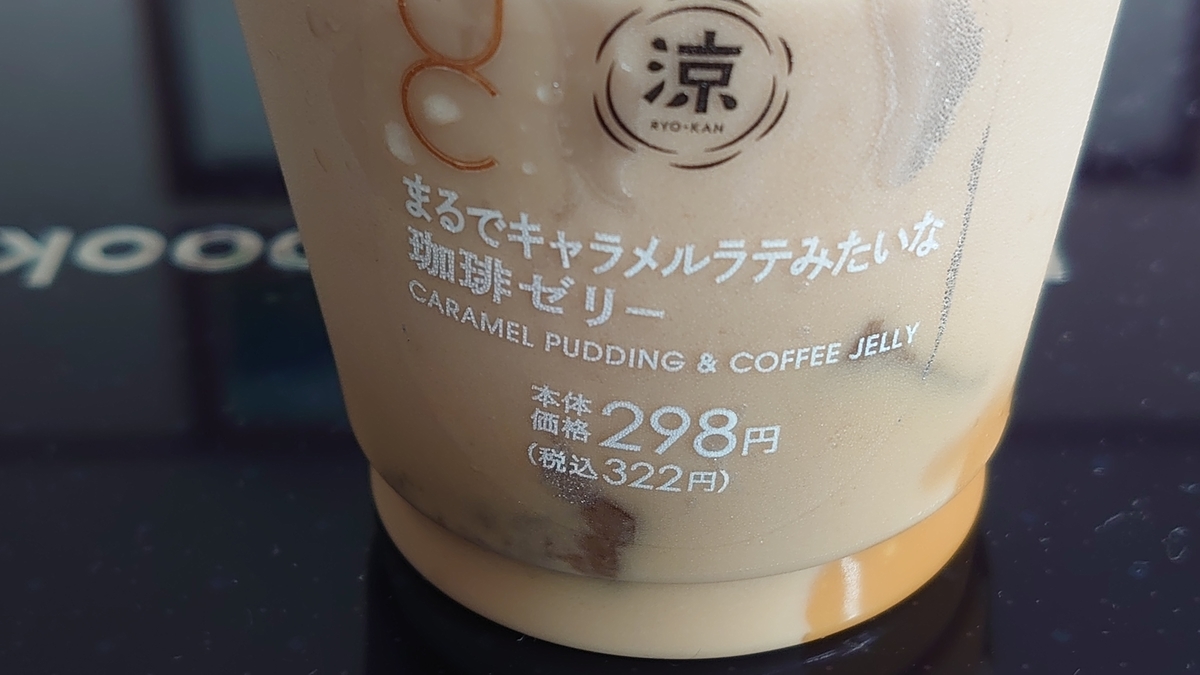 涼
RYO-KAN
まるでキャラメルラテみたいな
珈琲ゼリー
CARAMEL PUDDING & COFFEE JELLY
本体
価格 298円
(税込322円)